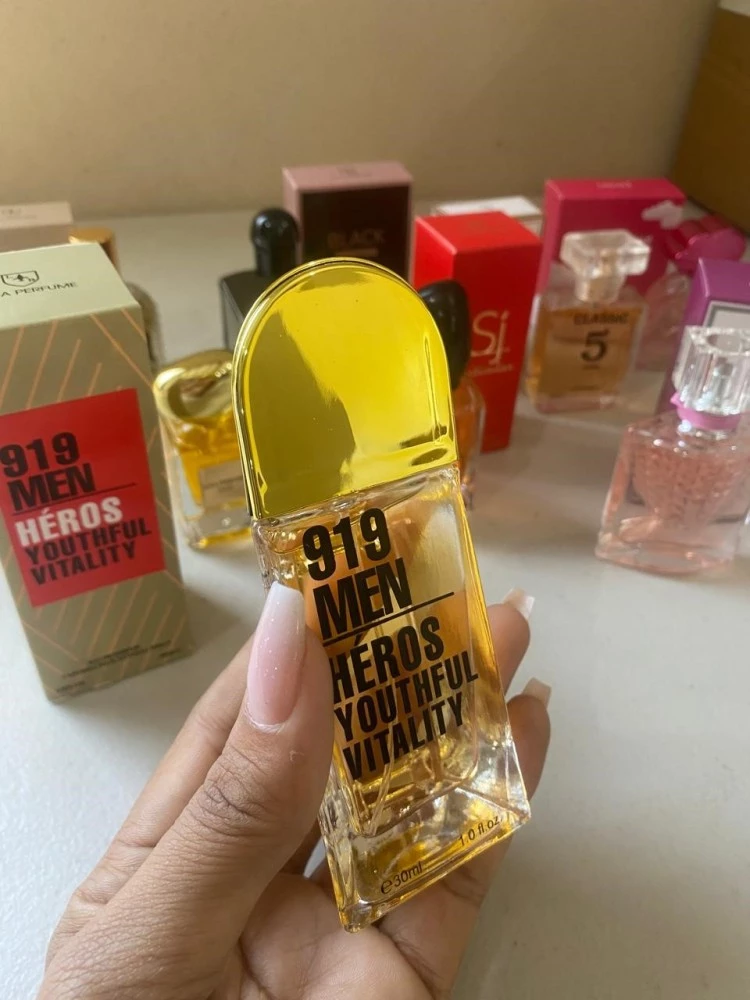 A PERFUME
919
MEN
HÉROS
YOUTHFUL
VITALITY
919
MEN
HÉROS
YOUTHFUL
VITALITY
e30ml
1.0 fl.oz
BLACK
Sì
CLASSIC
5